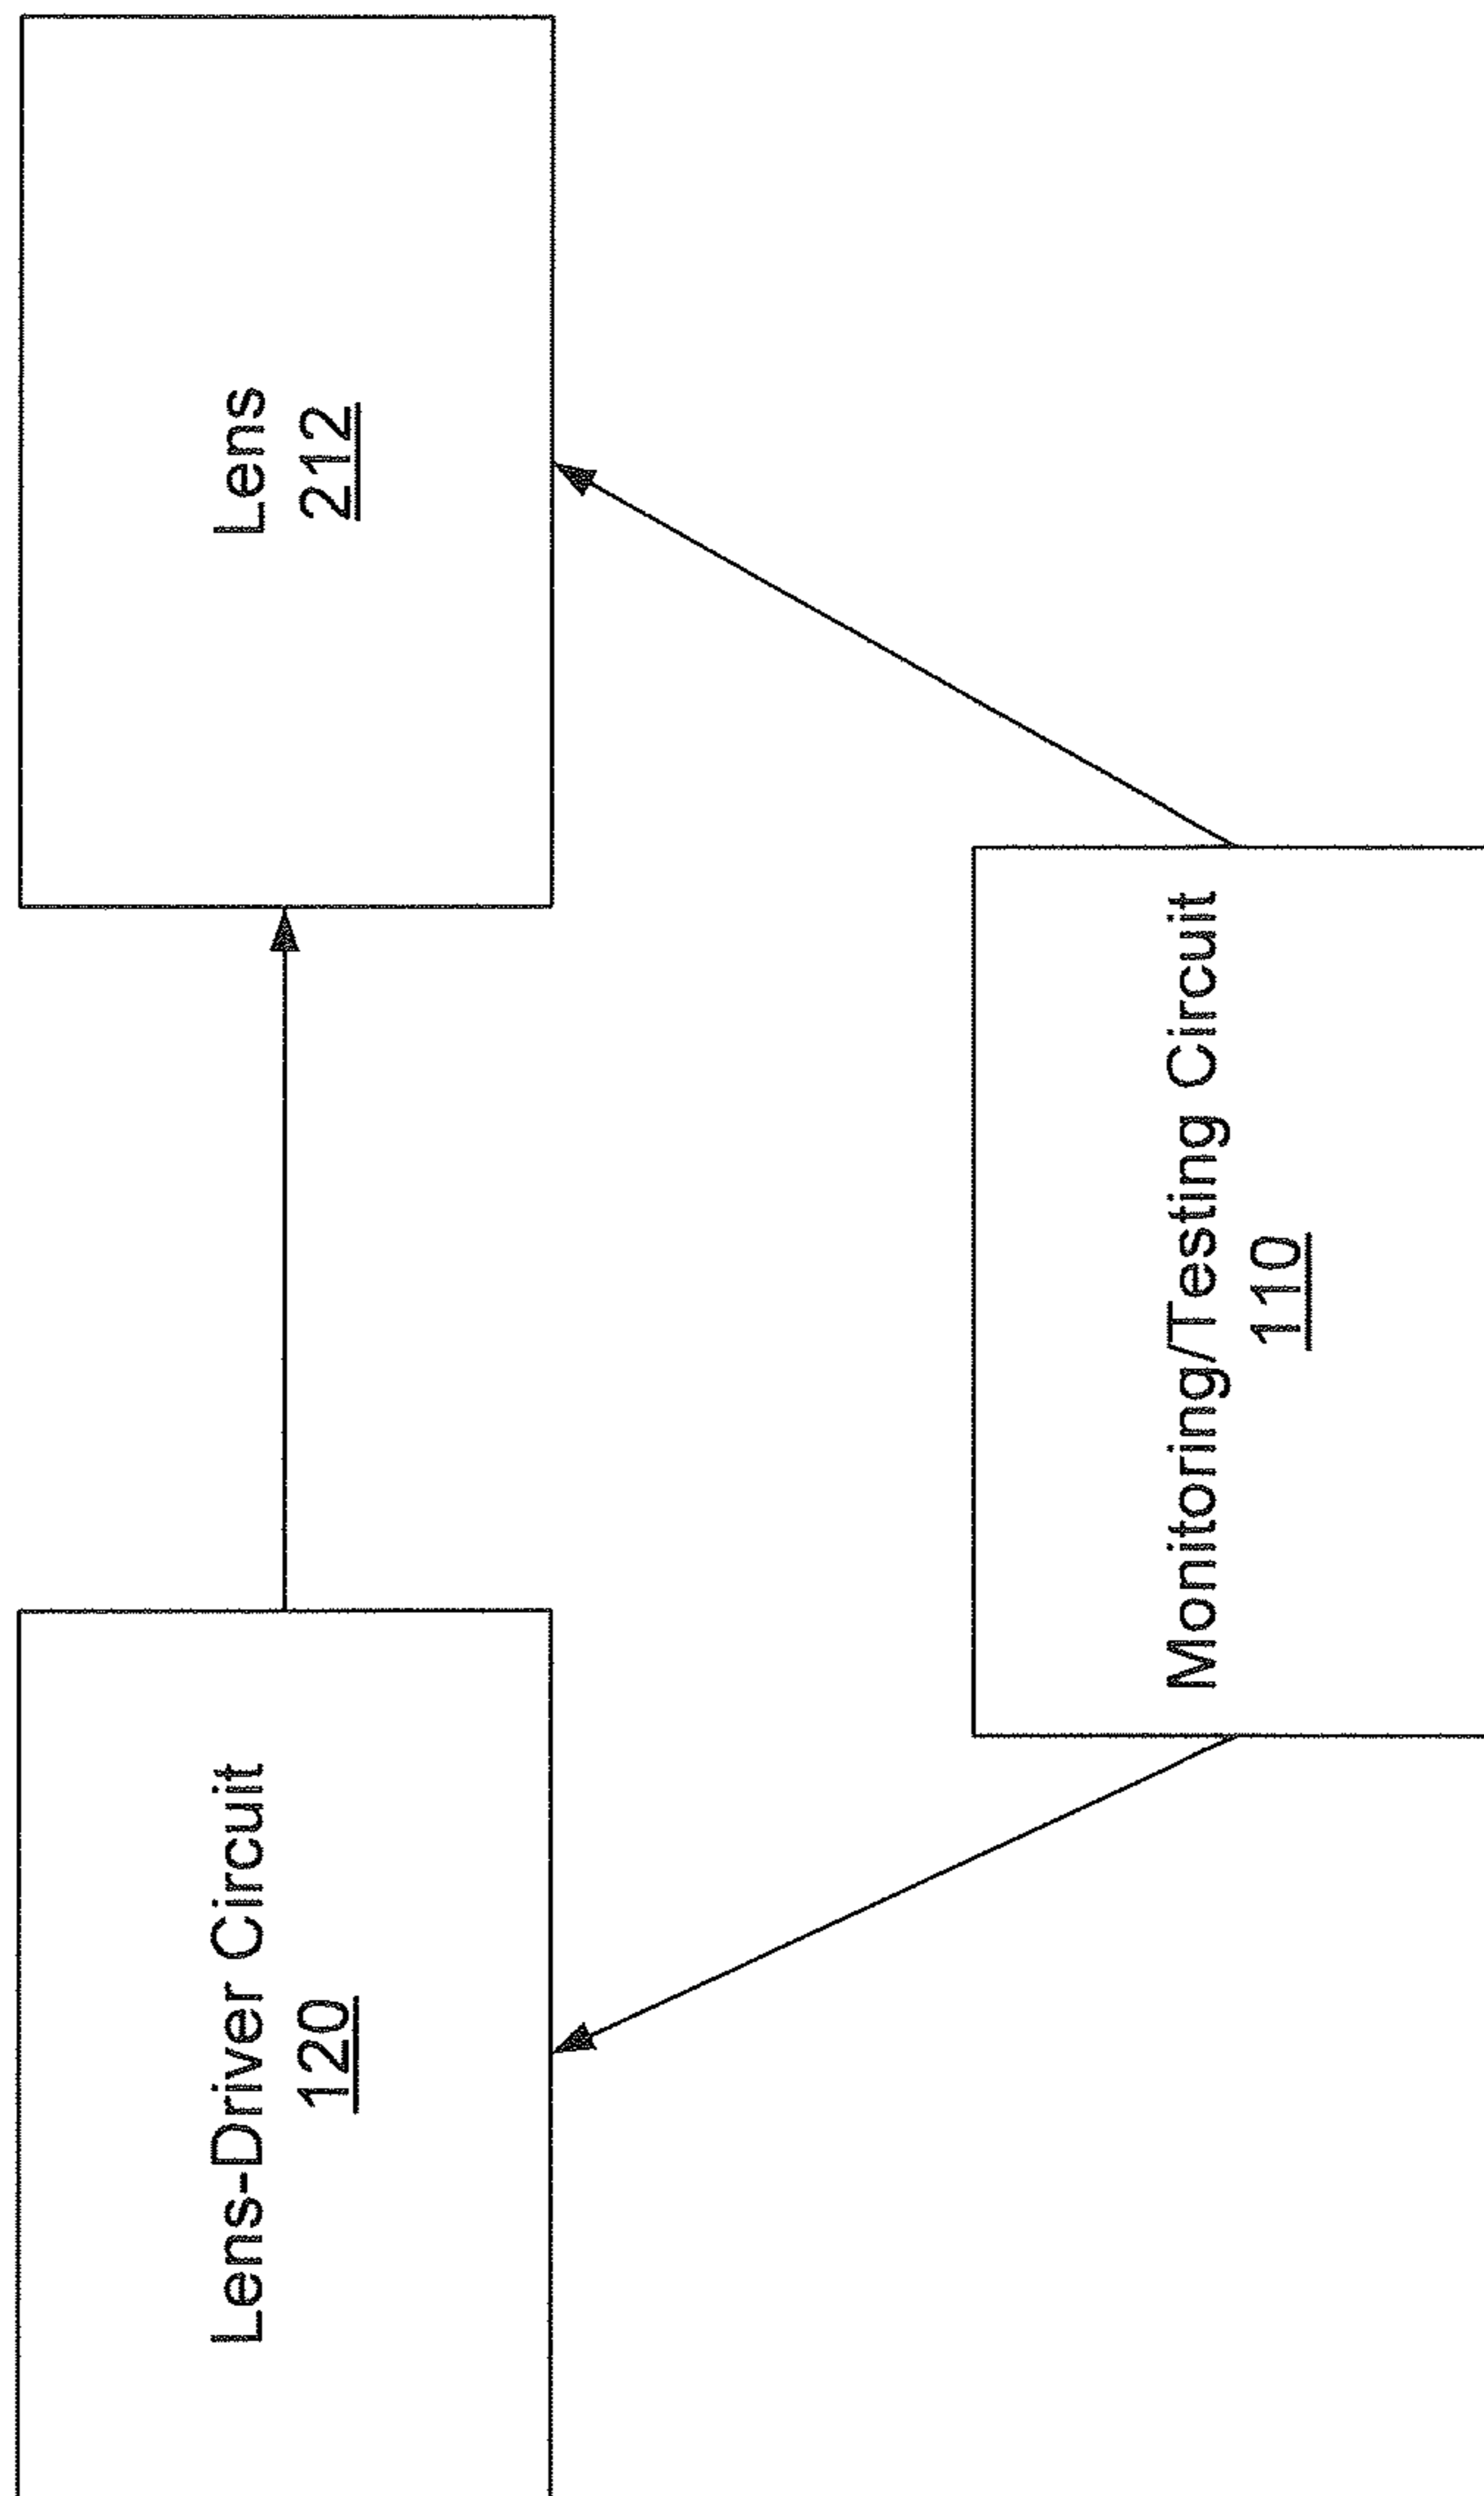 Lens-Driver Circuit
120
Lens
212
Monitoring/Testing Circuit
110